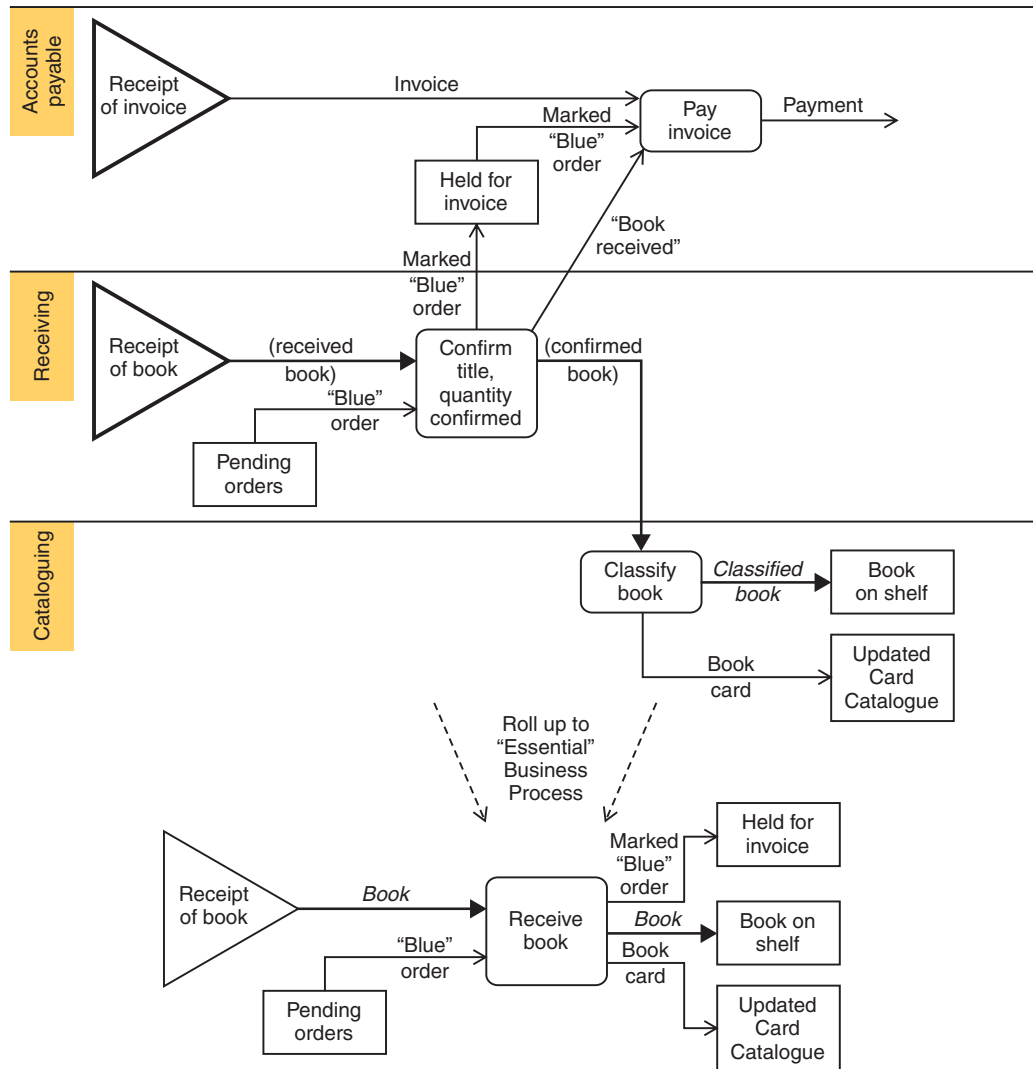 Accounts
payable
Receipt
of invoice
Invoice
Marked
“Blue”
order
Pay
invoice
Payment
Held for
invoice
“Book
received”
Marked
“Blue”
order
Receiving
Receipt
of book
(received
book)
“Blue”
order
Confirm
title,
quantity
confirmed
(confirmed
book)
Pending
orders
Cataloguing
Classify
book
Classified
book
Book
on shelf
Book
card
Updated
Card
Catalogue
Roll up to
“Essential”
Business
Process
Receipt
of book
Book
“Blue”
order
Pending
orders
Receive
book
Marked
“Blue”
order
Held for
invoice
Book
Book on
shelf
Book
card
Updated
Card
Catalogue